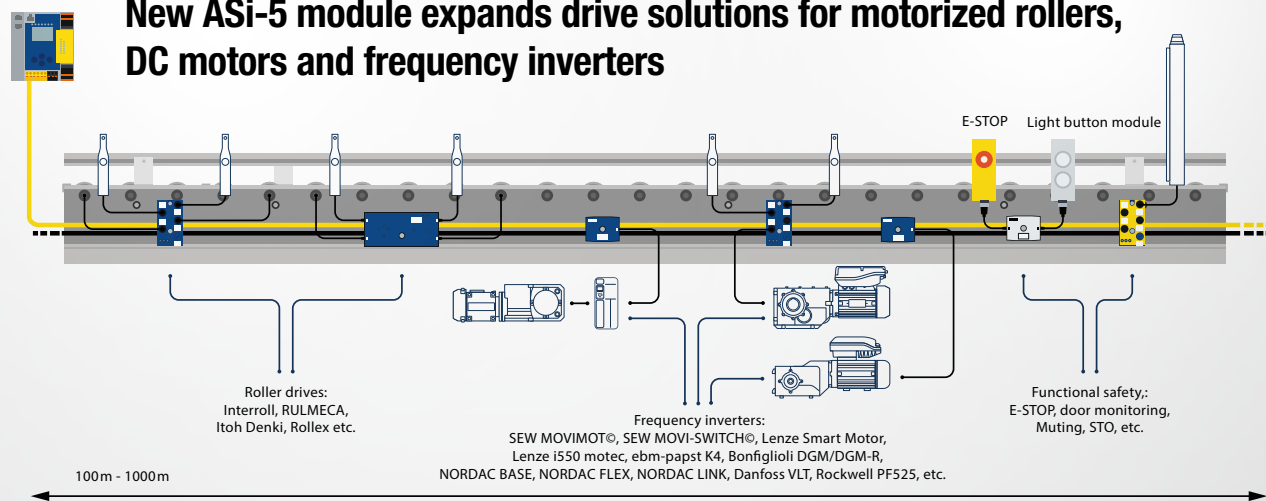 New ASi-5 module expands drive solutions for motorized rollers,
DC motors and frequency inverters
E-STOP
Light button module
Roller drives:
Interroll, RULMECA,
Itoh Denki, Rollex etc.
Frequency inverters:
SEW MOVIMOT©, SEW MOVI-SWITCH©, Lenze Smart Motor,
Lenze i550 motec, ebm-papst K4, Bonfiglioli DGM/DGM-R,
NORDAC BASE, NORDAC FLEX, NORDAC LINK, Danfoss VLT, Rockwell PF525, etc.
Functional safety,:
E-STOP, door monitoring,
Muting, STO, etc.
100m - 1000m